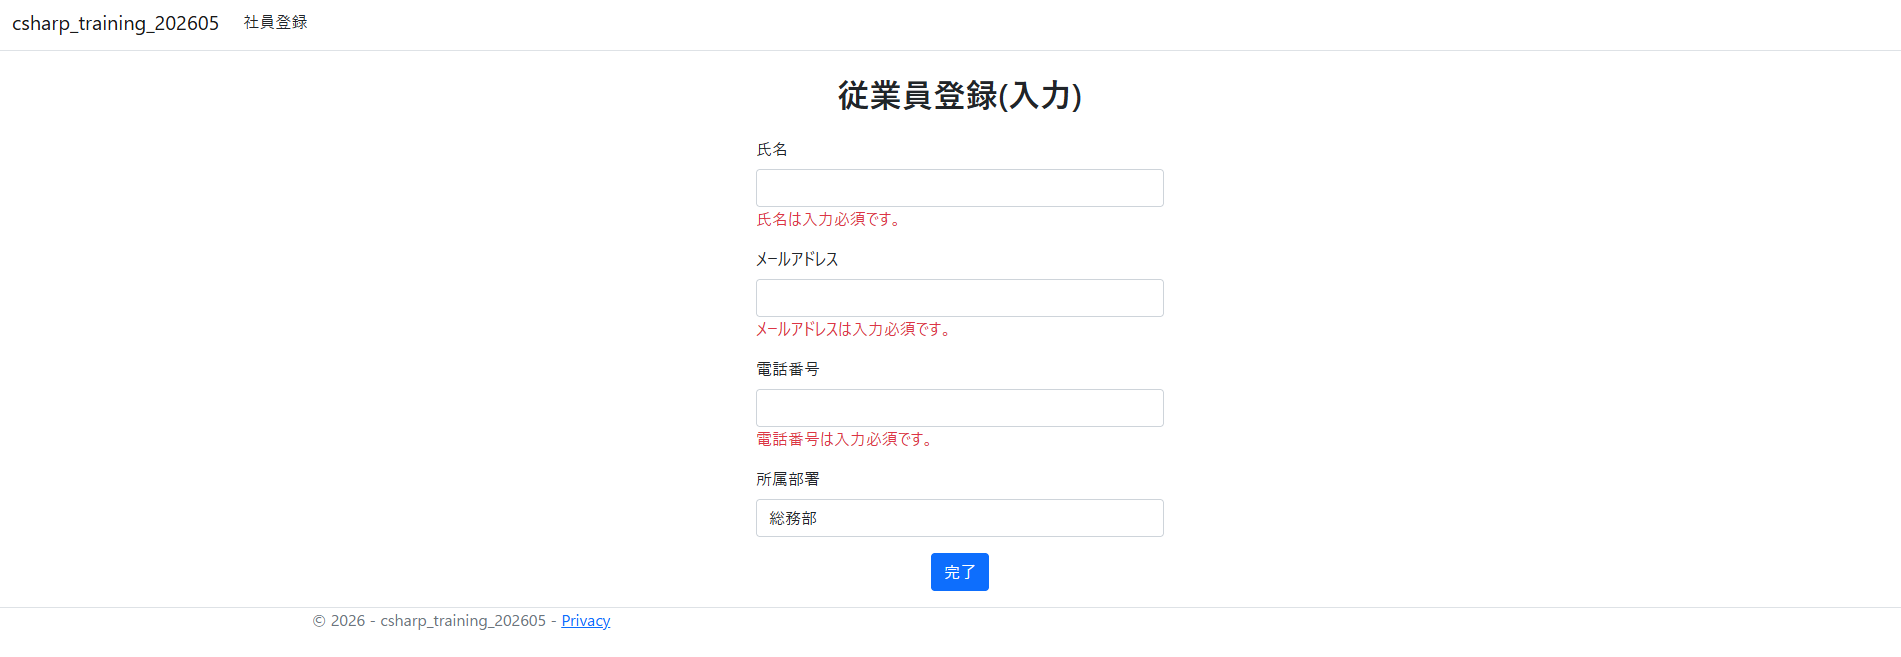 csharp_training_202605 社員登録
従業員登録(入力)
氏名
氏名は入力必須です。
メールアドレス
メールアドレスは入力必須です。
電話番号
電話番号は入力必須です。
所属部署
総務部
完了
© 2026 - csharp_training_202605 - Privacy